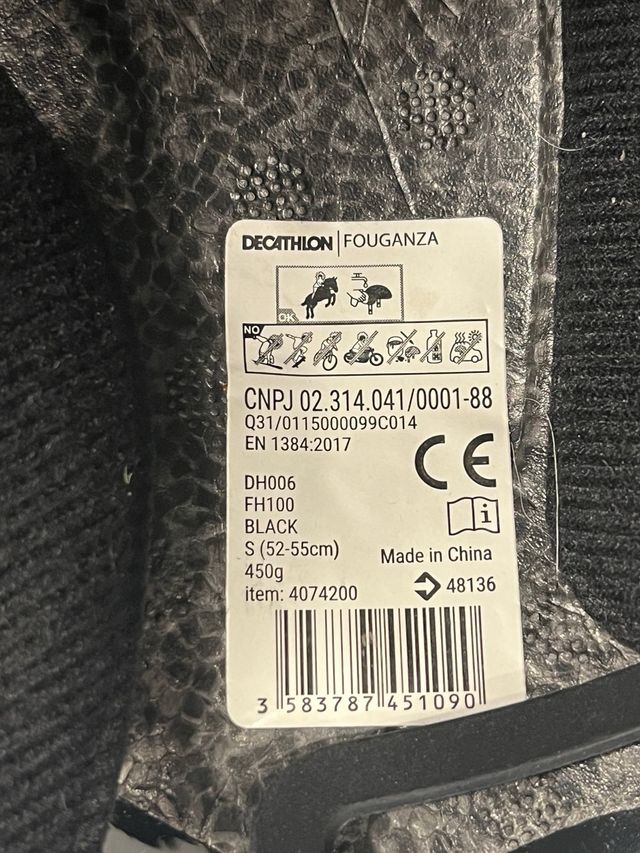 DECATHLON | FOUGANZA
OK
NO
CNPJ 02.314.041/0001-88
Q31/0115000099C014
EN 1384:2017
CE
DH006
FH100
BLACK
S (52-55cm)
450g
item: 4074200
i
Made in China
48136
3 583787 451090